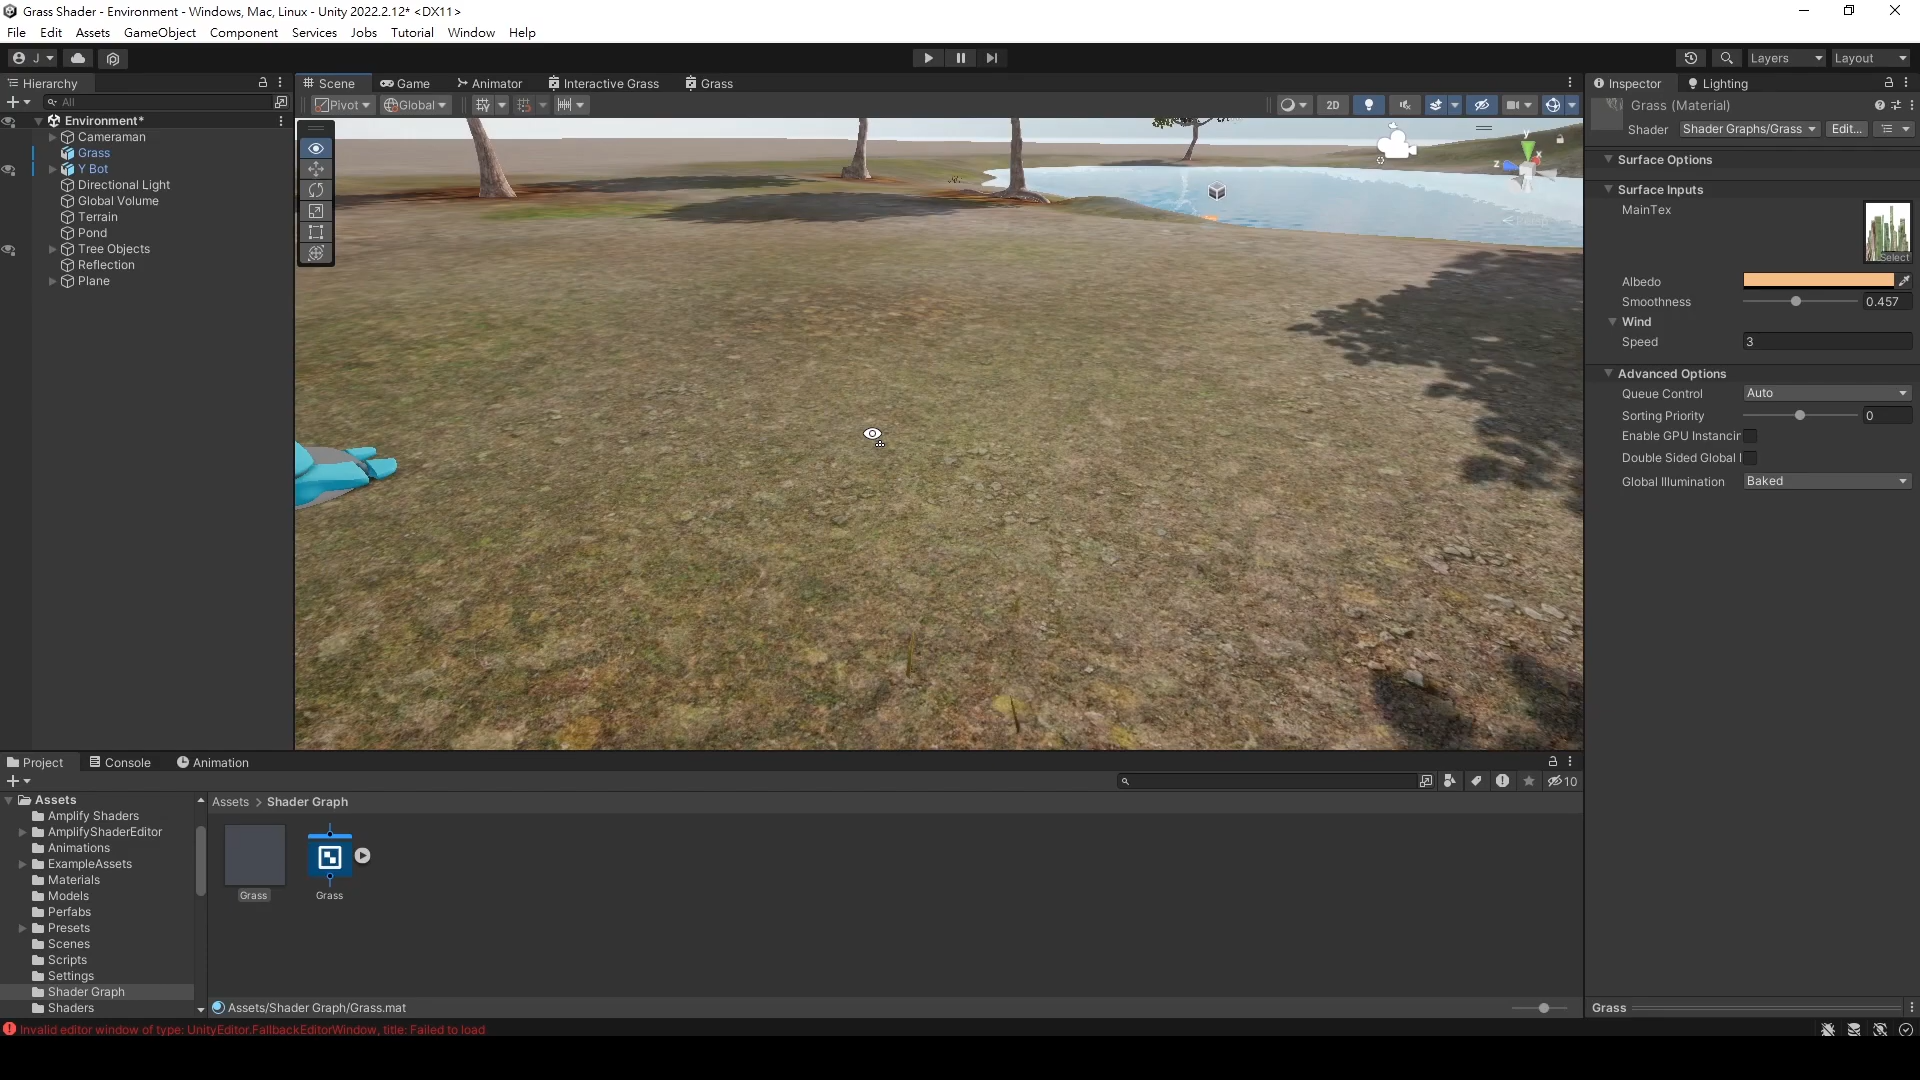 Grass Shader - Environment - Windows, Mac, Linux - Unity 2022.2.12* <DX11>
File Edit Assets GameObject Component Services Jobs Tutorial Window Help
J Layers Layout
Hierarchy Scene Game Animator Interactive Grass Grass Inspector Lighting
All Pivot Global 2D Grass (Material)
Shader Shader Graphs/Grass Edit...
Environment*
Cameraman
Grass
Y Bot
Directional Light
Global Volume
Terrain
Pond
Tree Objects
Reflection
Plane
y
x
z
Surface Options
Surface Inputs
MainTex
Select
Albedo
Smoothness 0.457
Wind
Speed 3
Advanced Options
Queue Control Auto
Sorting Priority 0
Enable GPU Instancin
Double Sided Global I
Global Illumination Baked
Project Console Animation
10
Assets
Amplify Shaders
AmplifyShaderEditor
Animations
ExampleAssets
Materials
Models
Perfabs
Presets
Scenes
Scripts
Settings
Shader Graph
Shaders
Assets > Shader Graph
Grass Grass
Assets/Shader Graph/Grass.mat
Grass
Invalid editor window of type: UnityEditor.FallbackEditorWindow, title: Failed to load